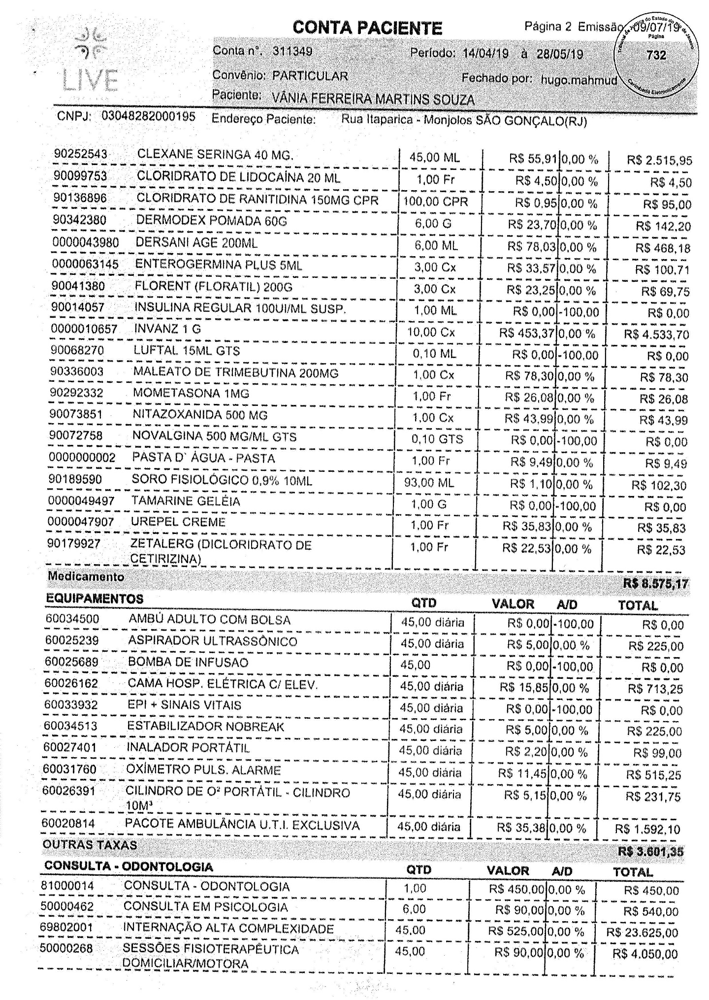 CONTA PACIENTE
Página 2 Emissão 09/07/19
Tribunal de Justiça do Estado do Rio de Janeiro
Página
732
Carimbado Eletronicamente
LIVE
Conta n°. 311349 Período: 14/04/19 à 28/05/19
Convênio: PARTICULAR Fechado por: hugo.mahmud
Paciente: VÂNIA FERREIRA MARTINS SOUZA
CNPJ: 03048282000195 Endereço Paciente: Rua Itaparica - Monjolos SÃO GONÇALO(RJ)
90252543 CLEXANE SERINGA 40 MG. 45,00 ML R$ 55,91 0,00 % R$ 2.515,95
90099753 CLORIDRATO DE LIDOCAÍNA 20 ML 1,00 Fr R$ 4,50 0,00 % R$ 4,50
90136896 CLORIDRATO DE RANITIDINA 150MG CPR 100,00 CPR R$ 0,95 0,00 % R$ 95,00
90342380 DERMODEX POMADA 60G 6,00 G R$ 23,70 0,00 % R$ 142,20
0000043980 DERSANI AGE 200ML 6,00 ML R$ 78,03 0,00 % R$ 468,18
0000063145 ENTEROGERMINA PLUS 5ML 3,00 Cx R$ 33,57 0,00 % R$ 100,71
90041380 FLORENT (FLORATIL) 200G 3,00 Cx R$ 23,25 0,00 % R$ 69,75
90014057 INSULINA REGULAR 100UI/ML SUSP. 1,00 ML R$ 0,00 -100,00 R$ 0,00
0000010657 INVANZ 1 G 10,00 Cx R$ 453,37 0,00 % R$ 4.533,70
90068270 LUFTAL 15ML GTS 0,10 ML R$ 0,00 -100,00 R$ 0,00
90336003 MALEATO DE TRIMEBUTINA 200MG 1,00 Cx R$ 78,30 0,00 % R$ 78,30
90292332 MOMETASONA 1MG 1,00 Fr R$ 26,08 0,00 % R$ 26,08
90073851 NITAZOXANIDA 500 MG 1,00 Cx R$ 43,99 0,00 % R$ 43,99
90072758 NOVALGINA 500 MG/ML GTS 0,10 GTS R$ 0,00 -100,00 R$ 0,00
0000000002 PASTA D` ÁGUA - PASTA 1,00 Fr R$ 9,49 0,00 % R$ 9,49
90189590 SORO FISIOLÓGICO 0,9% 10ML 93,00 ML R$ 1,10 0,00 % R$ 102,30
0000049497 TAMARINE GELÉIA 1,00 G R$ 0,00 -100,00 R$ 0,00
0000047907 UREPEL CREME 1,00 Fr R$ 35,83 0,00 % R$ 35,83
90179927 ZETALERG (DICLORIDRATO DE 1,00 Fr R$ 22,53 0,00 % R$ 22,53
CETIRIZINA)
Medicamento R$ 8.575,17
EQUIPAMENTOS QTD VALOR A/D TOTAL
60034500 AMBÚ ADULTO COM BOLSA 45,00 diária R$ 0,00 -100,00 R$ 0,00
60025239 ASPIRADOR ULTRASSÔNICO 45,00 diária R$ 5,00 0,00 % R$ 225,00
60025689 BOMBA DE INFUSAO 45,00 R$ 0,00 -100,00 R$ 0,00
60026162 CAMA HOSP. ELÉTRICA C/ ELEV. 45,00 diária R$ 15,85 0,00 % R$ 713,25
60033932 EPI + SINAIS VITAIS 45,00 diária R$ 0,00 -100,00 R$ 0,00
60034513 ESTABILIZADOR NOBREAK 45,00 diária R$ 5,00 0,00 % R$ 225,00
60027401 INALADOR PORTÁTIL 45,00 diária R$ 2,20 0,00 % R$ 99,00
60031760 OXÍMETRO PULS. ALARME 45,00 diária R$ 11,45 0,00 % R$ 515,25
60026391 CILINDRO DE O² PORTÁTIL - CILINDRO 45,00 diária R$ 5,15 0,00 % R$ 231,75
10M³
60020814 PACOTE AMBULÂNCIA U.T.I. EXCLUSIVA 45,00 diária R$ 35,38 0,00 % R$ 1.592,10
OUTRAS TAXAS R$ 3.601,35
CONSULTA - ODONTOLOGIA QTD VALOR A/D TOTAL
81000014 CONSULTA - ODONTOLOGIA 1,00 R$ 450,00 0,00 % R$ 450,00
50000462 CONSULTA EM PSICOLOGIA 6,00 R$ 90,00 0,00 % R$ 540,00
69802001 INTERNAÇÃO ALTA COMPLEXIDADE 45,00 R$ 525,00 0,00 % R$ 23.625,00
50000268 SESSÕES FISIOTERAPÊUTICA 45,00 R$ 90,00 0,00 % R$ 4.050,00
DOMICILIAR/MOTORA